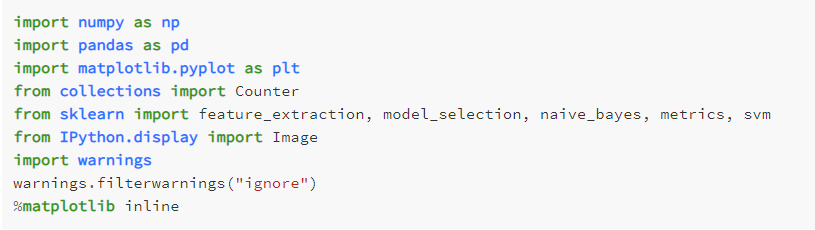 import numpy as np
import pandas as pd
import matplotlib.pyplot as plt
from collections import Counter
from sklearn import feature_extraction, model_selection, naive_bayes, metrics, svm
from IPython.display import Image
import warnings
warnings.filterwarnings("ignore")
%matplotlib inline